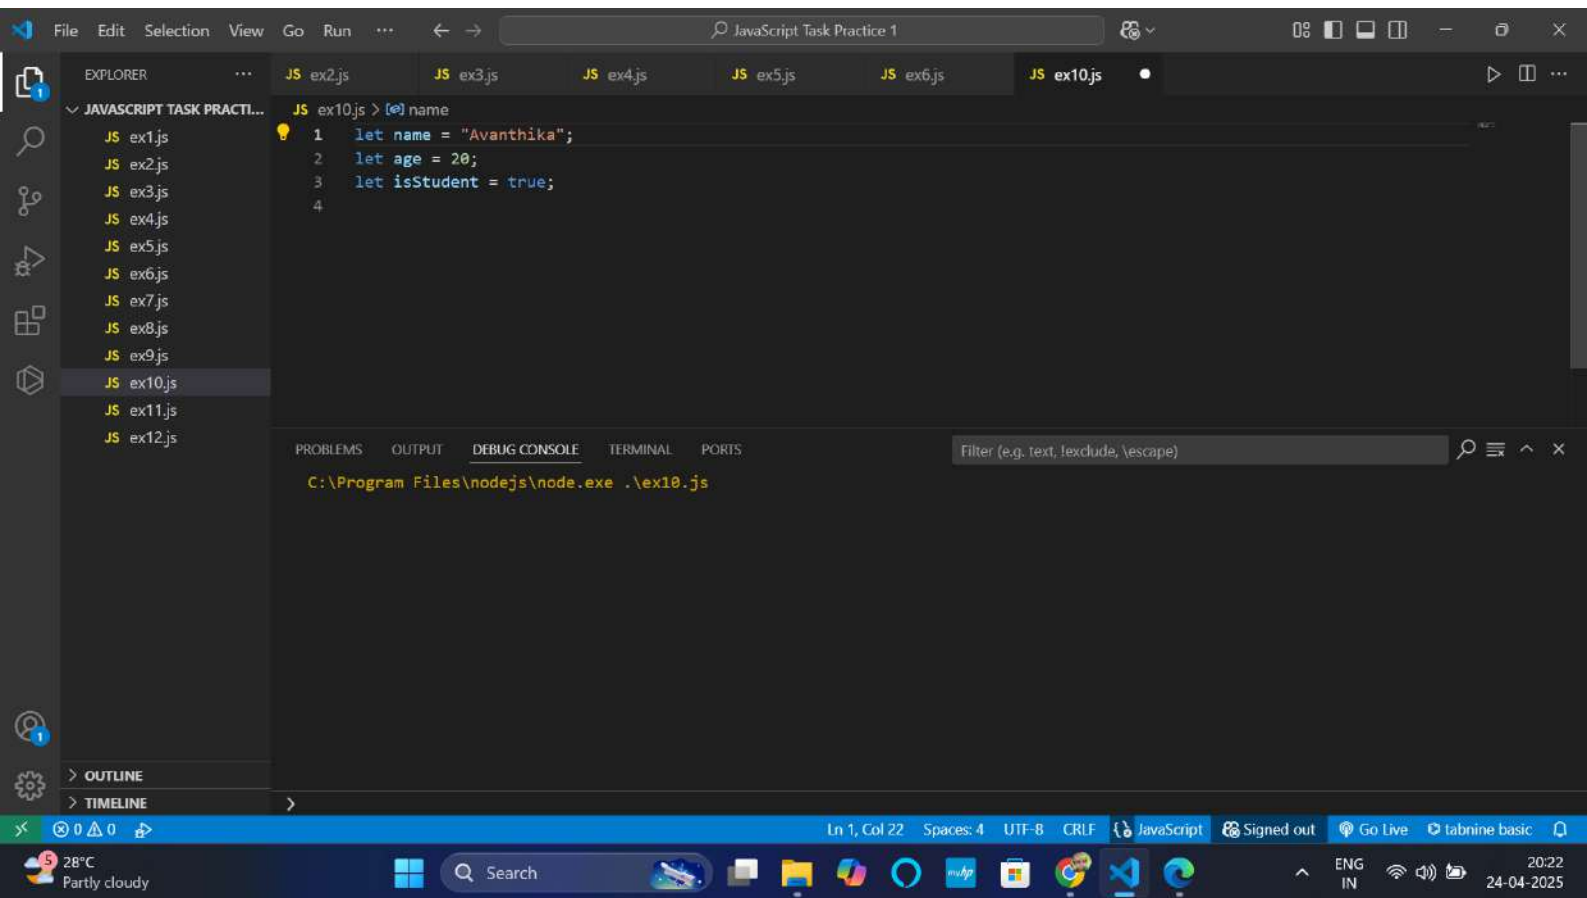 File Edit Selection View Go Run ··· JavaScript Task Practice 1
EXPLORER ···
JS ex2.js JS ex3.js JS ex4.js JS ex5.js JS ex6.js JS ex10.js
JAVASCRIPT TASK PRACTI...
JS ex1.js
JS ex2.js
JS ex3.js
JS ex4.js
JS ex5.js
JS ex6.js
JS ex7.js
JS ex8.js
JS ex9.js
JS ex10.js
JS ex11.js
JS ex12.js
OUTLINE
TIMELINE
JS ex10.js > name
1 let name = "Avanthika";
2 let age = 20;
3 let isStudent = true;
4
PROBLEMS OUTPUT DEBUG CONSOLE TERMINAL PORTS Filter (e.g. text, !exclude, \escape)
C:\Program Files\nodejs\node.exe .\ex10.js
>
1
1
0 0 Ln 1, Col 22 Spaces: 4 UTF-8 CRLF JavaScript Signed out Go Live tabnine basic
5
28°C
Partly cloudy
Search
myhp
ENG
IN
20:22
24-04-2025